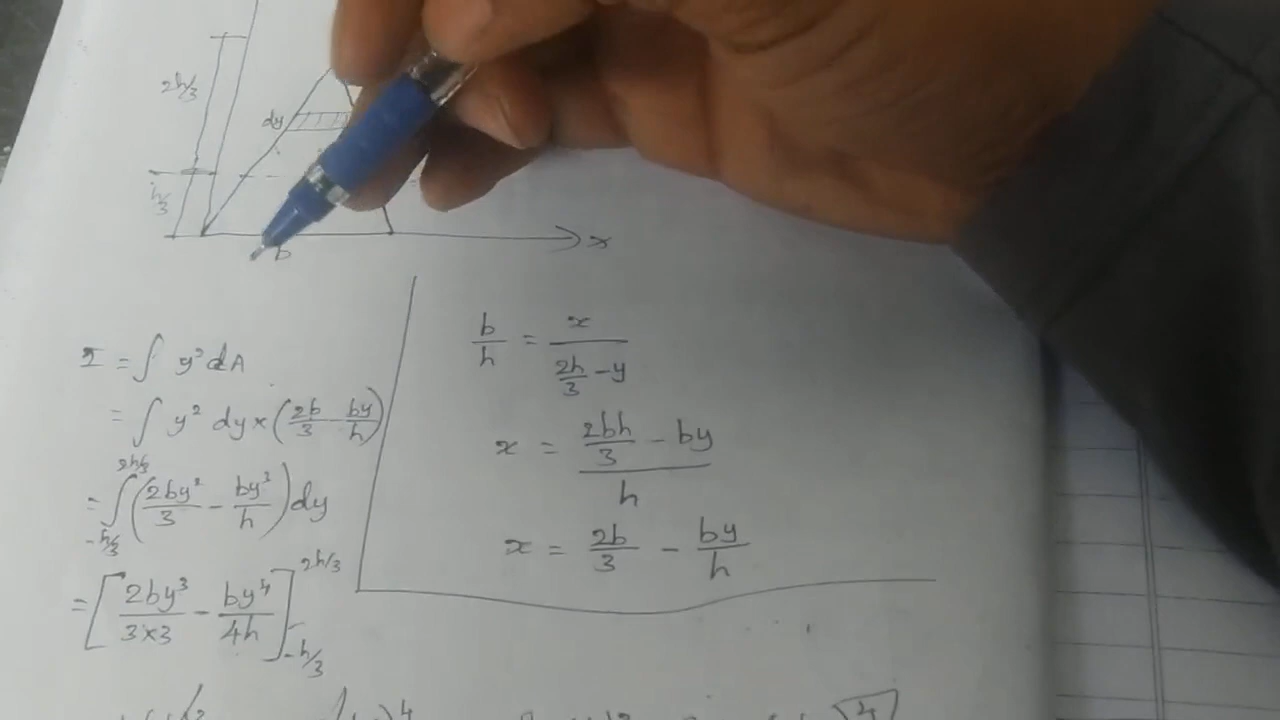 2h/3
dy
h/3
b
x
I = ∫ y² dA
= ∫ y² dy × (2b/3 - by/h)
= ∫_{-h/3}^{2h/3} (2by²/3 - by³/h) dy
= [2by³/3×3 - by⁴/4h]_{-h/3}^{2h/3}
b/h = x/(2h/3 - y)
x = (2bh/3 - by)/h
x = 2b/3 - by/h